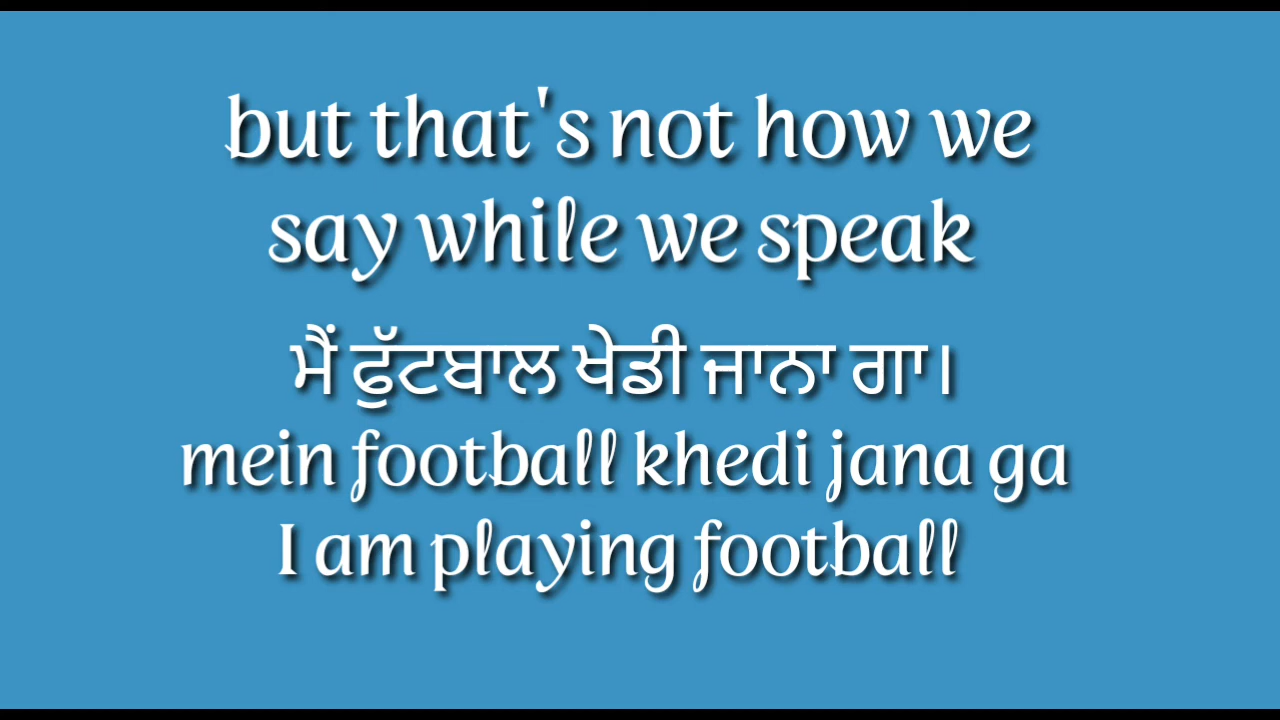 but that's not how we
say while we speak
ਮੈਂ ਫੁੱਟਬਾਲ ਖੇਡੀ ਜਾਨਾ ਗਾ।
mein football khedi jana ga
I am playing football